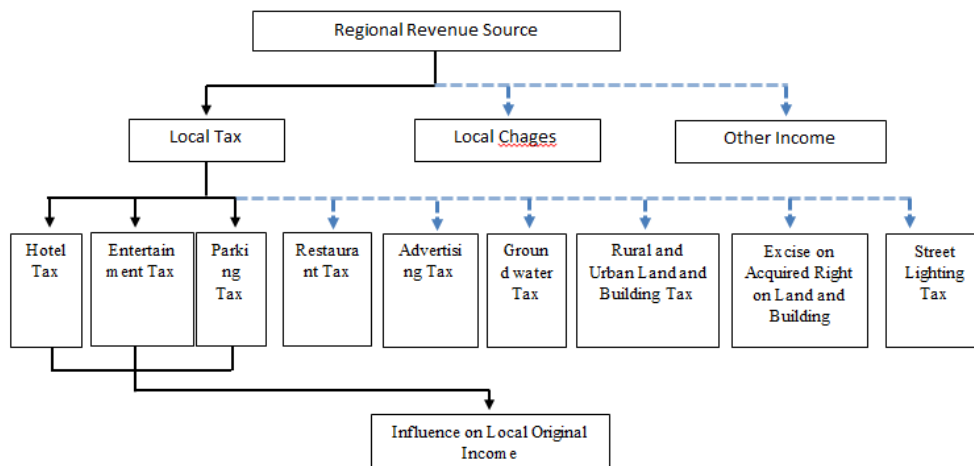 Regional Revenue Source
Local Tax
Local Chages
Other Income
Hotel
Tax
Entertain
ment Tax
Parki
ng
Tax
Restaura
nt Tax
Advertisi
ng Tax
Groun
d water
Tax
Rural and
Urban Land and
Building Tax
Excise on
Acquired Right
on Land and
Building
Street
Lighting
Tax
Influence on Local Original
Income